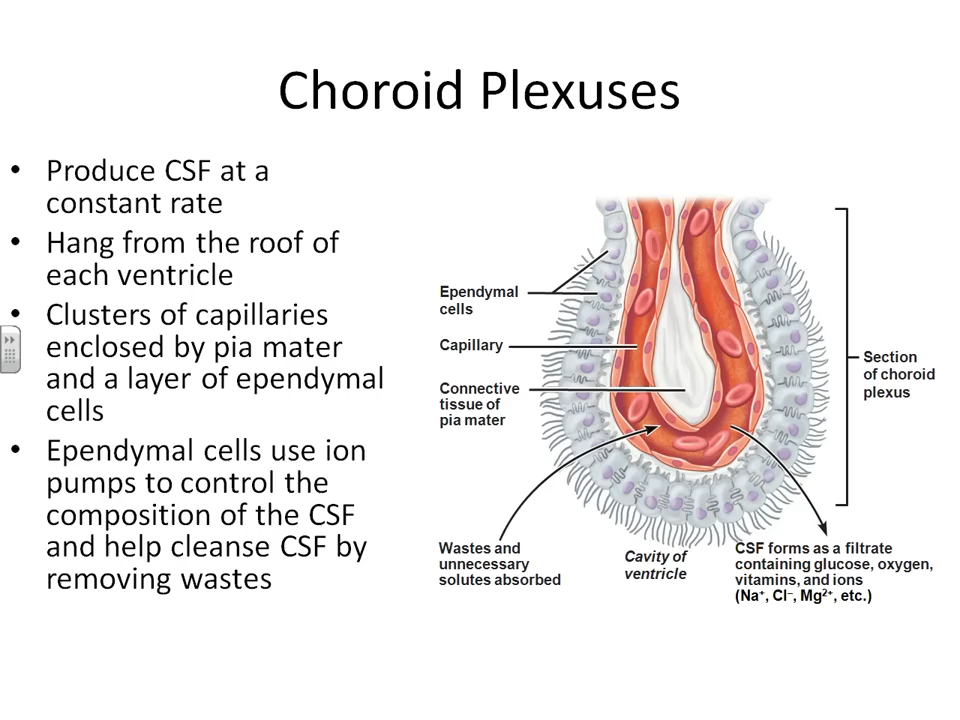 Choroid Plexuses
• Produce CSF at a
constant rate
• Hang from the roof of
each ventricle
• Clusters of capillaries
enclosed by pia mater
and a layer of ependymal
cells
• Ependymal cells use ion
pumps to control the
composition of the CSF
and help cleanse CSF by
removing wastes
Ependymal
cells
Capillary
Connective
tissue of
pia mater
Section
of choroid
plexus
Wastes and
unnecessary
solutes absorbed
Cavity of
ventricle
CSF forms as a filtrate
containing glucose, oxygen,
vitamins, and ions
(Na⁺, Cl⁻, Mg²⁺, etc.)